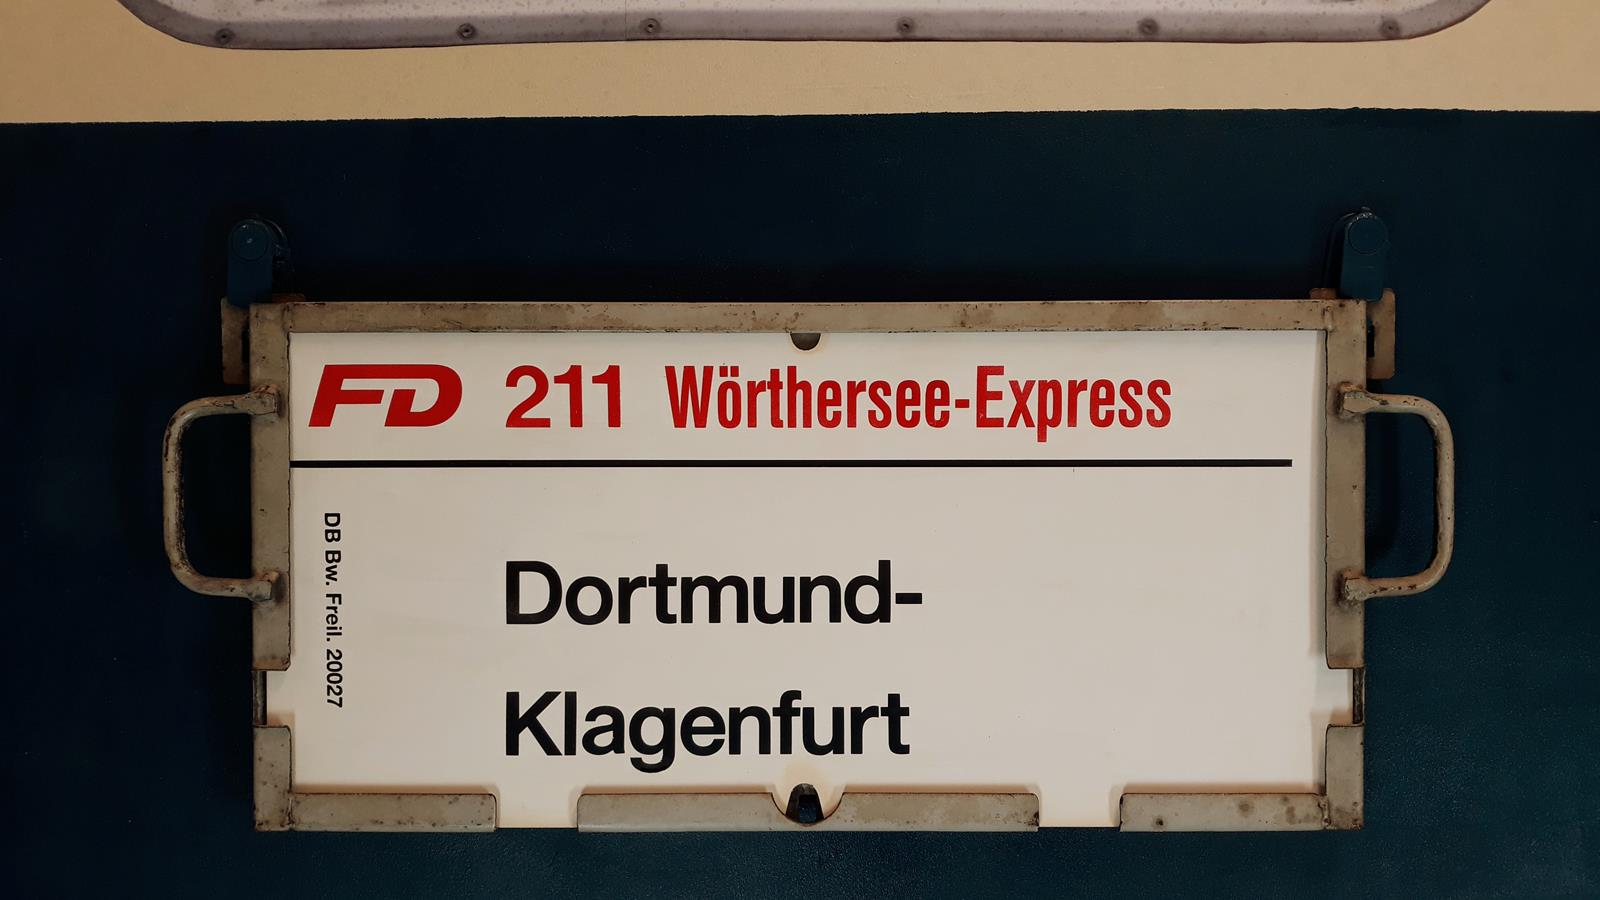 FD 211 Wörthersee-Express
DB Bw. Freil. 20027
Dortmund-
Klagenfurt